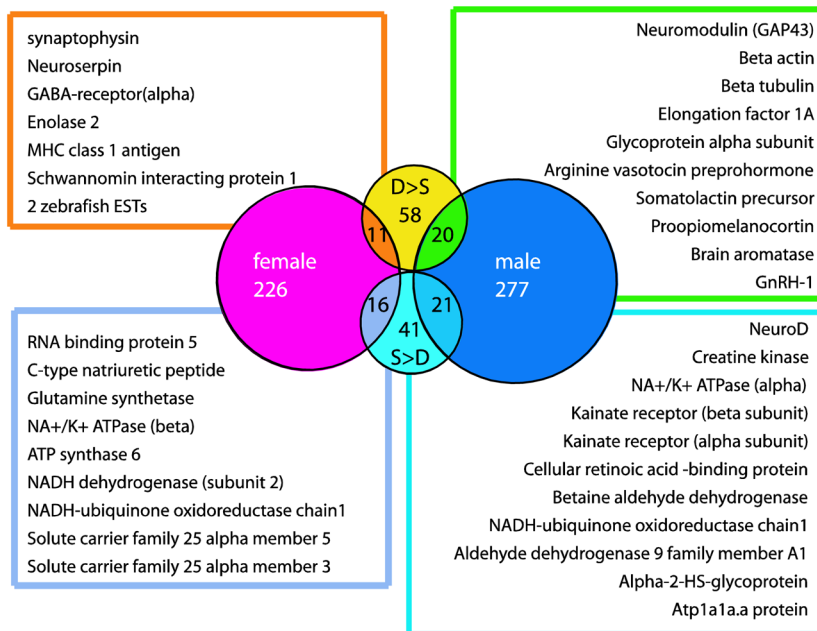 synaptophysin
Neuroserpin
GABA-receptor(alpha)
Enolase 2
MHC class 1 antigen
Schwannomin interacting protein 1
2 zebrafish ESTs
Neuromodulin (GAP43)
Beta actin
Beta tubulin
Elongation factor 1A
Glycoprotein alpha subunit
Arginine vasotocin preprohormone
Somatolactin precursor
Proopiomelanocortin
Brain aromatase
GnRH-1
D>S
58
11
20
female
226
male
277
16
21
41
S>D
RNA binding protein 5
C-type natriuretic peptide
Glutamine synthetase
NA+/K+ ATPase (beta)
ATP synthase 6
NADH dehydrogenase (subunit 2)
NADH-ubiquinone oxidoreductase chain1
Solute carrier family 25 alpha member 5
Solute carrier family 25 alpha member 3
NeuroD
Creatine kinase
NA+/K+ ATPase (alpha)
Kainate receptor (beta subunit)
Kainate receptor (alpha subunit)
Cellular retinoic acid -binding protein
Betaine aldehyde dehydrogenase
NADH-ubiquinone oxidoreductase chain1
Aldehyde dehydrogenase 9 family member A1
Alpha-2-HS-glycoprotein
Atp1a1a.a protein